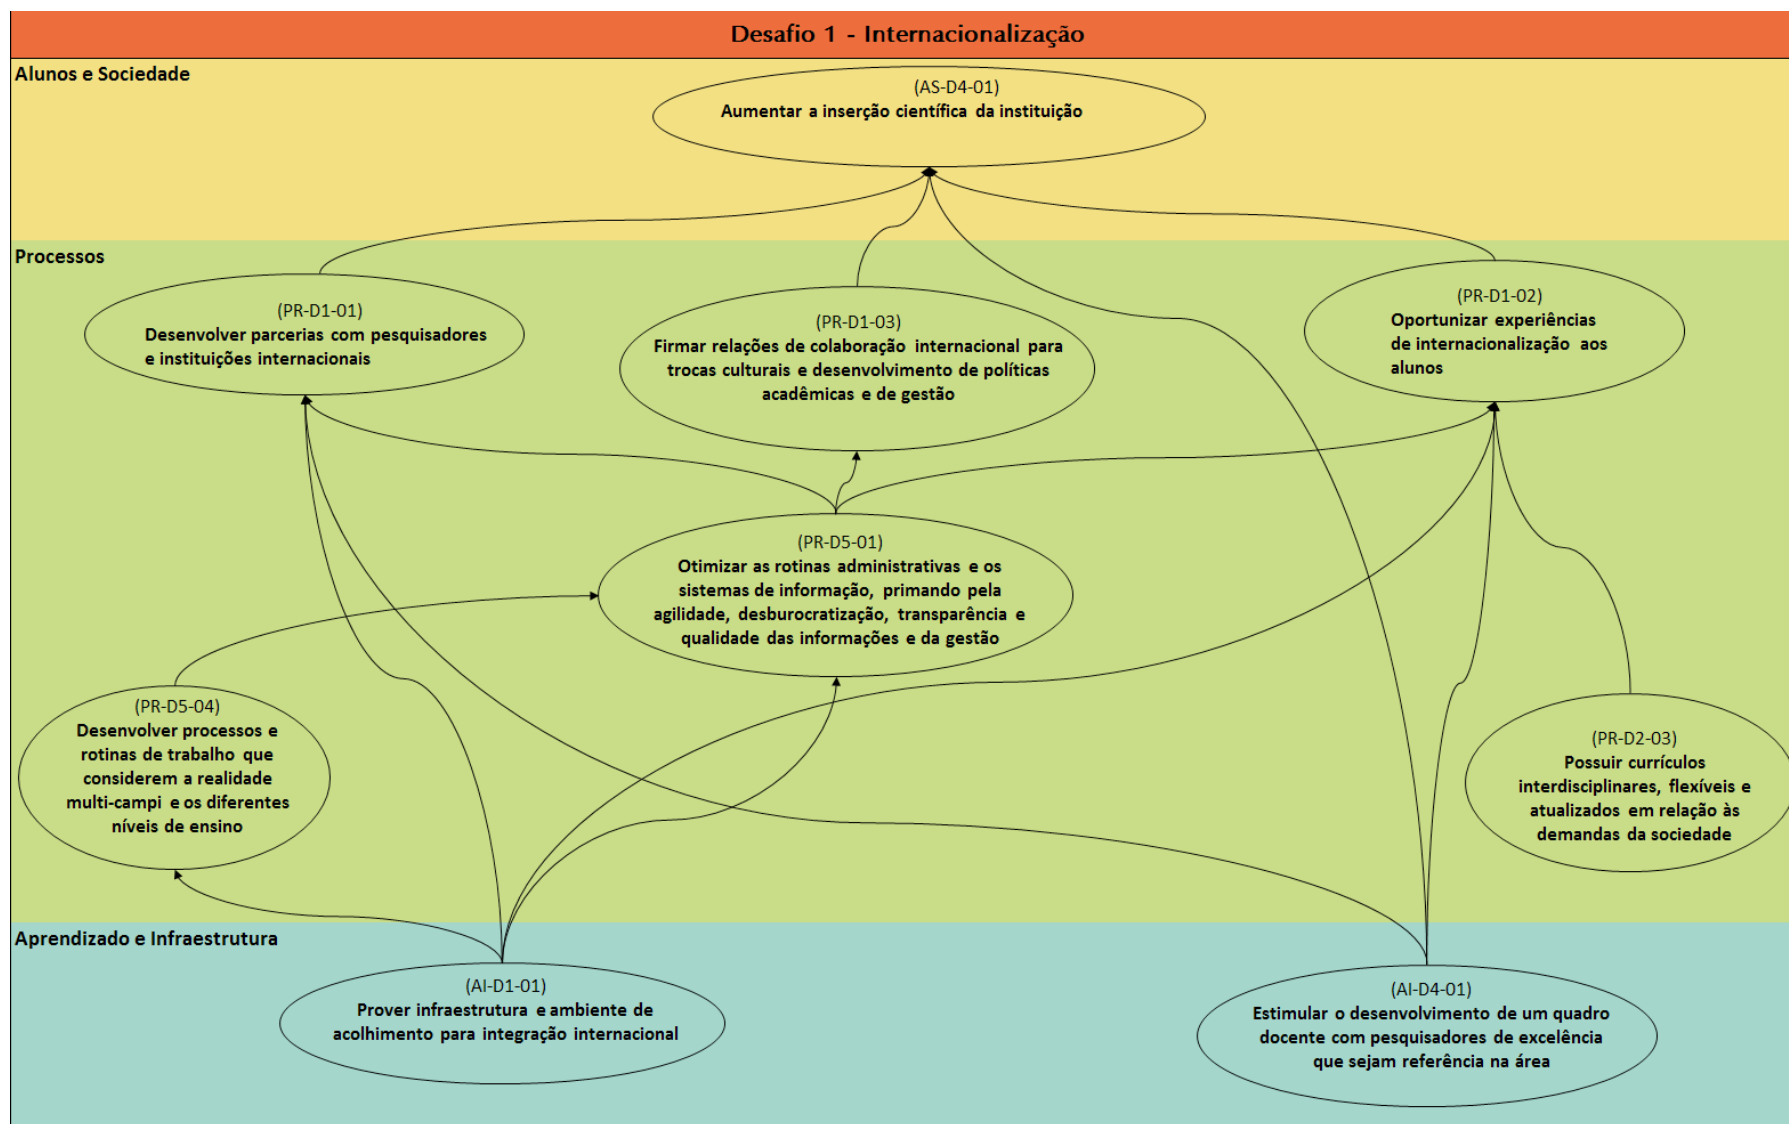 Desafio 1 - Internacionalização
Alunos e Sociedade
(AS-D4-01)
Aumentar a inserção científica da instituição
Processos
(PR-D1-01)
Desenvolver parcerias com pesquisadores
e instituições internacionais
(PR-D1-03)
Firmar relações de colaboração internacional para
trocas culturais e desenvolvimento de políticas
acadêmicas e de gestão
(PR-D1-02)
Oportunizar experiências
de internacionalização aos
alunos
(PR-D5-01)
Otimizar as rotinas administrativas e os
sistemas de informação, primando pela
agilidade, desburocratização, transparência e
qualidade das informações e da gestão
(PR-D5-04)
Desenvolver processos e
rotinas de trabalho que
considerem a realidade
multi-campi e os diferentes
níveis de ensino
(PR-D2-03)
Possuir currículos
interdisciplinares, flexíveis e
atualizados em relação às
demandas da sociedade
Aprendizado e Infraestrutura
(AI-D1-01)
Prover infraestrutura e ambiente de
acolhimento para integração internacional
(AI-D4-01)
Estimular o desenvolvimento de um quadro
docente com pesquisadores de excelência
que sejam referência na área